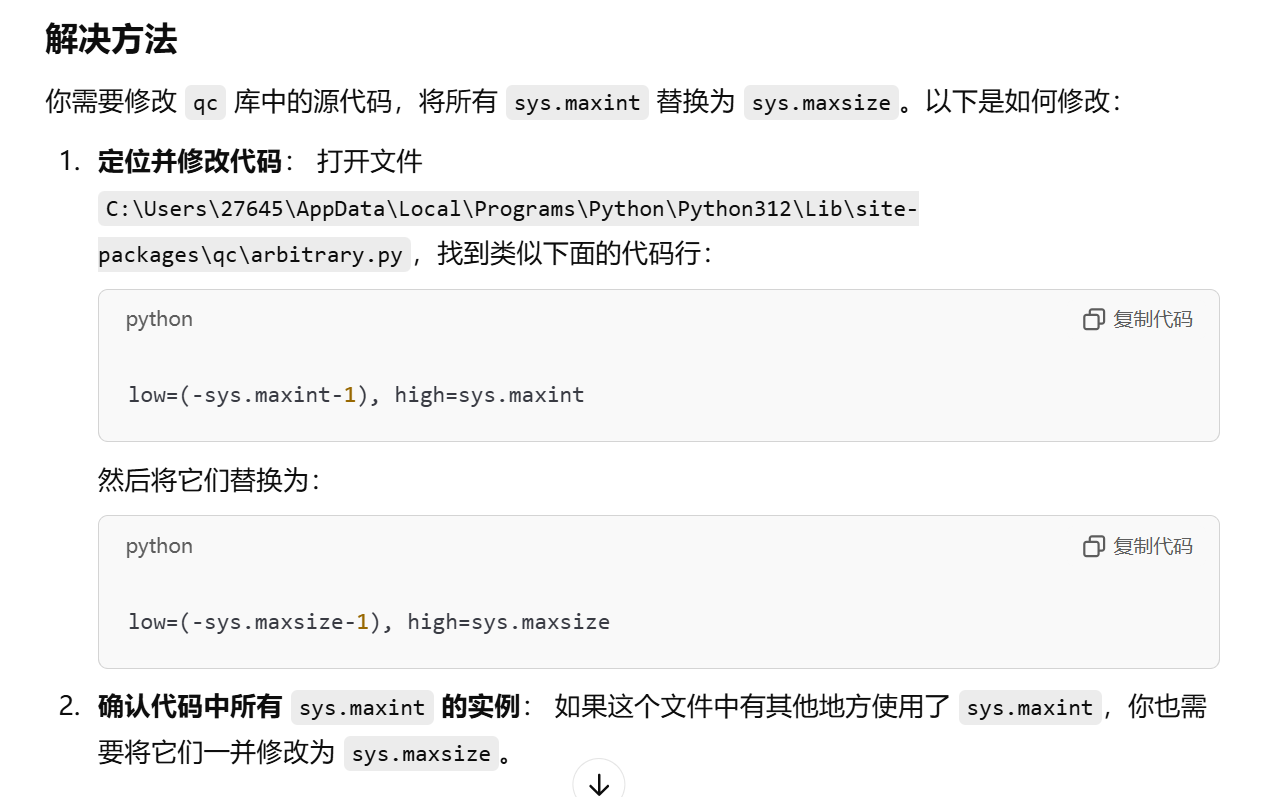 解决方法
你需要修改 qc 库中的源代码，将所有 sys.maxint 替换为 sys.maxsize 。以下是如何修改：
1. 定位并修改代码： 打开文件
C:\Users\27645\AppData\Local\Programs\Python\Python312\Lib\site-
packages\qc\arbitrary.py ，找到类似下面的代码行：
python 复制代码
low=(-sys.maxint-1), high=sys.maxint
然后将它们替换为：
python 复制代码
low=(-sys.maxsize-1), high=sys.maxsize
2. 确认代码中所有 sys.maxint 的实例： 如果这个文件中有其他地方使用了 sys.maxint ，你也需
要将它们一并修改为 sys.maxsize 。